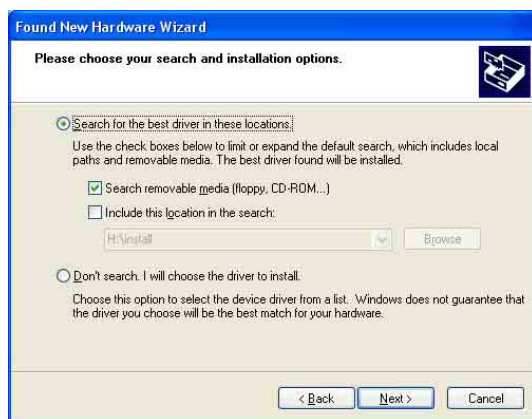 Found New Hardware Wizard
Please choose your search and installation options.
Search for the best driver in these locations.
Use the check boxes below to limit or expand the default search, which includes local
paths and removable media. The best driver found will be installed.
Search removable media (floppy, CD-ROM...)
Include this location in the search:
H:\install
Browse
Don't search. I will choose the driver to install.
Choose this option to select the device driver from a list. Windows does not guarantee that
the driver you choose will be the best match for your hardware.
< Back
Next >
Cancel